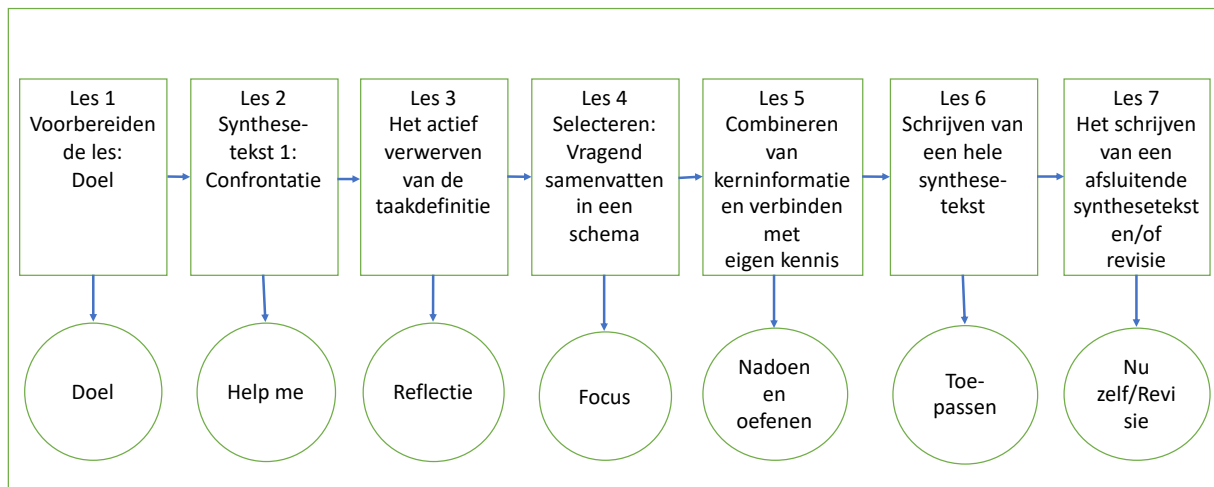 Les 1
Voorbereiden
de les:
Doel
Les 2
Synthese-
tekst 1:
Confrontatie
Les 3
Het actief
verwerven
van de
taakdefinitie
Les 4
Selecteren:
Vragend
samenvatten
in een
schema
Les 5
Combineren
van
kerninformatie
en verbinden
met
eigen kennis
Les 6
Schrijven van
een hele
synthese-
tekst
Les 7
Het schrijven
van een
afsluitende
synthesetekst
en/of
revisie
Doel
Help me
Reflectie
Focus
Nadoen
en
oefenen
Toe-
passen
Nu
zelf/Revi
sie